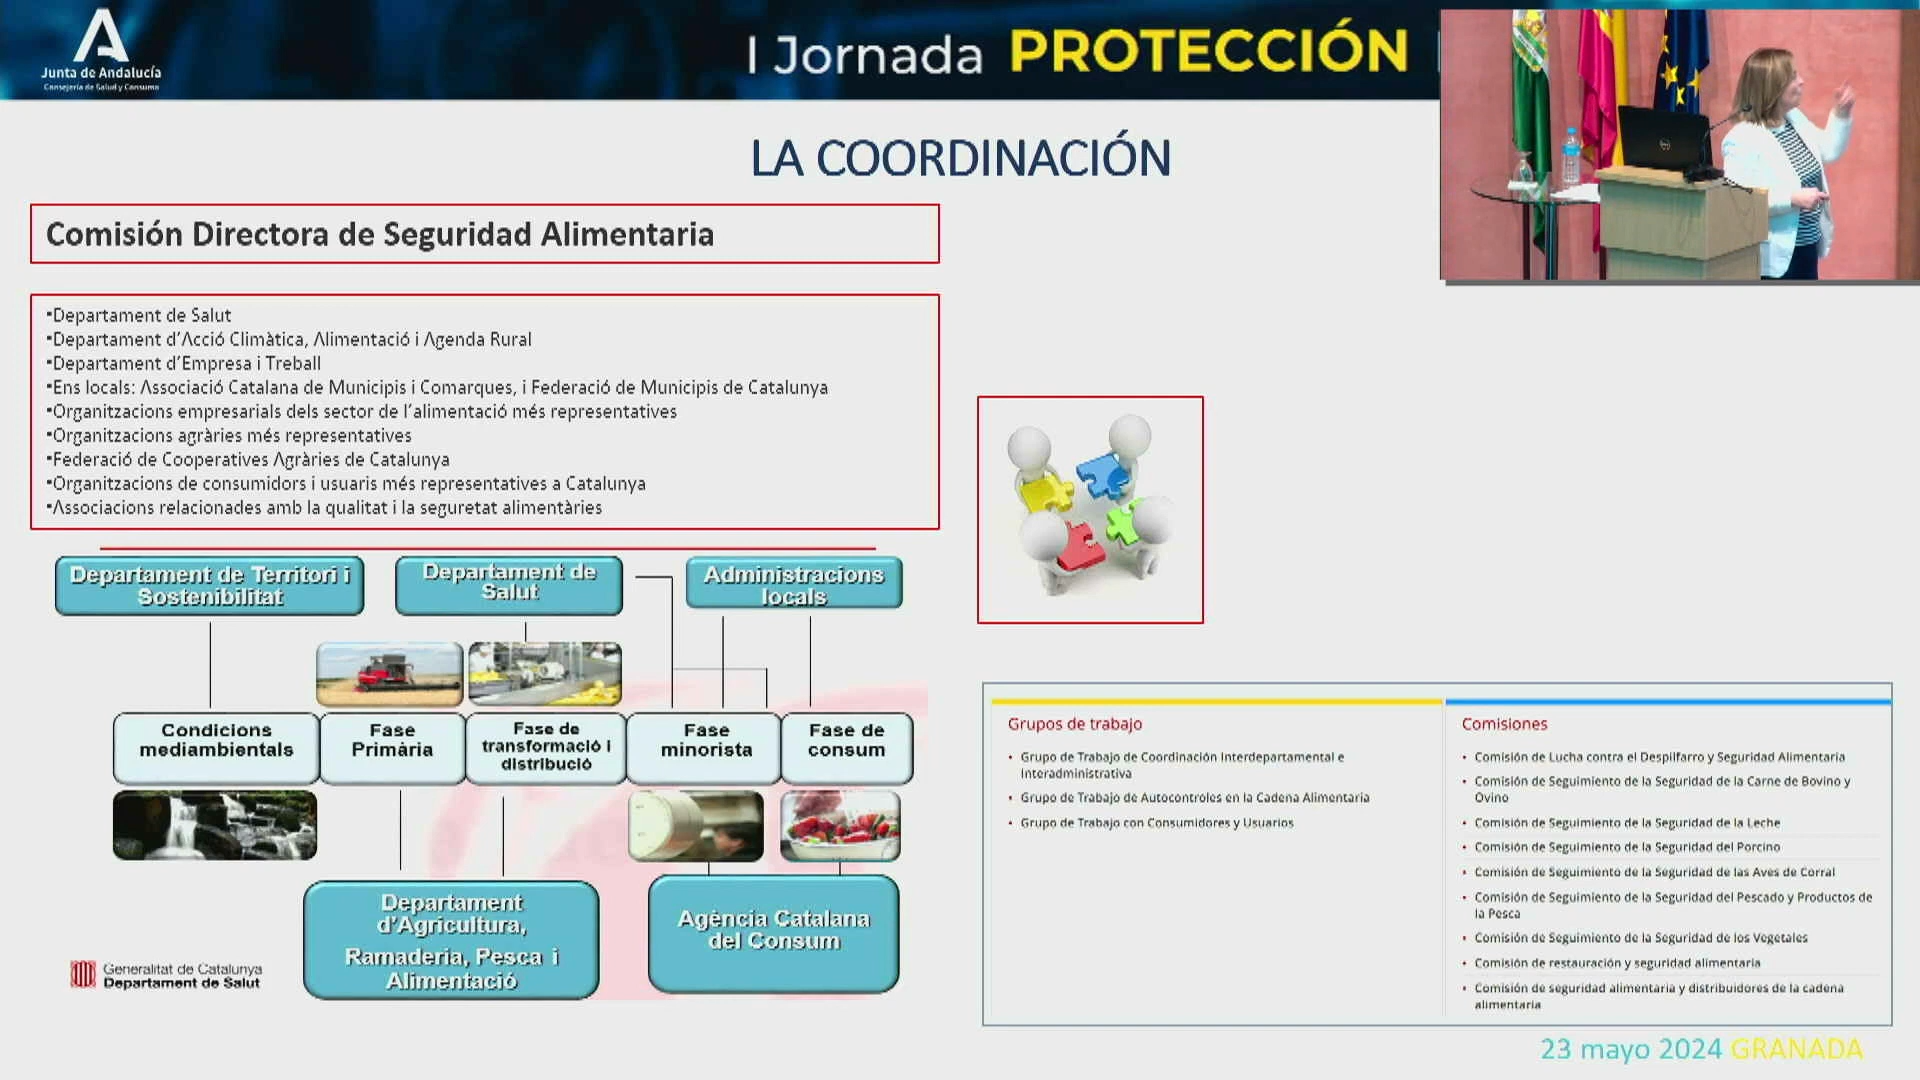 Junta de Andalucía
Consejería de Salud y Consumo
I Jornada PROTECCIÓN
LA COORDINACIÓN
Comisión Directora de Seguridad Alimentaria
▪Departament de Salut
▪Departament d'Acció Climàtica, Alimentació i Agenda Rural
▪Departament d'Empresa i Treball
▪Ens locals: Associació Catalana de Municipis i Comarques, i Federació de Municipis de Catalunya
▪Organitzacions empresarials dels sector de l'alimentació més representatives
▪Organitzacions agràries més representatives
▪Federació de Cooperatives Agràries de Catalunya
▪Organitzacions de consumidors i usuaris més representatives a Catalunya
▪Associacions relacionades amb la qualitat i la seguretat alimentàries
Departament de Territori i
Sostenibilitat
Departament de
Salut
Administracions
locals
Condicions
mediambientals
Fase
Primària
Fase de
transformació i
distribució
Fase
minorista
Fase de
consum
Departament
d'Agricultura,
Ramaderia, Pesca i
Alimentació
Agència Catalana
del Consum
Generalitat de Catalunya
Departament de Salut
Grupos de trabajo
• Grupo de Trabajo de Coordinación Interdepartamental e
Interadministrativa
• Grupo de Trabajo de Autocontroles en la Cadena Alimentaria
• Grupo de Trabajo con Consumidores y Usuarios
Comisiones
• Comisión de Lucha contra el Despilfarro y Seguridad Alimentaria
• Comisión de Seguimiento de la Seguridad de la Carne de Bovino y
Ovino
• Comisión de Seguimiento de la Seguridad de la Leche
• Comisión de Seguimiento de la Seguridad del Porcino
• Comisión de Seguimiento de la Seguridad de las Aves de Corral
• Comisión de Seguimiento de la Seguridad del Pescado y Productos de
la Pesca
• Comisión de Seguimiento de la Seguridad de los Vegetales
• Comisión de restauración y seguridad alimentaria
• Comisión de seguridad alimentaria y distribuidores de la cadena
alimentaria
23 mayo 2024 GRANADA